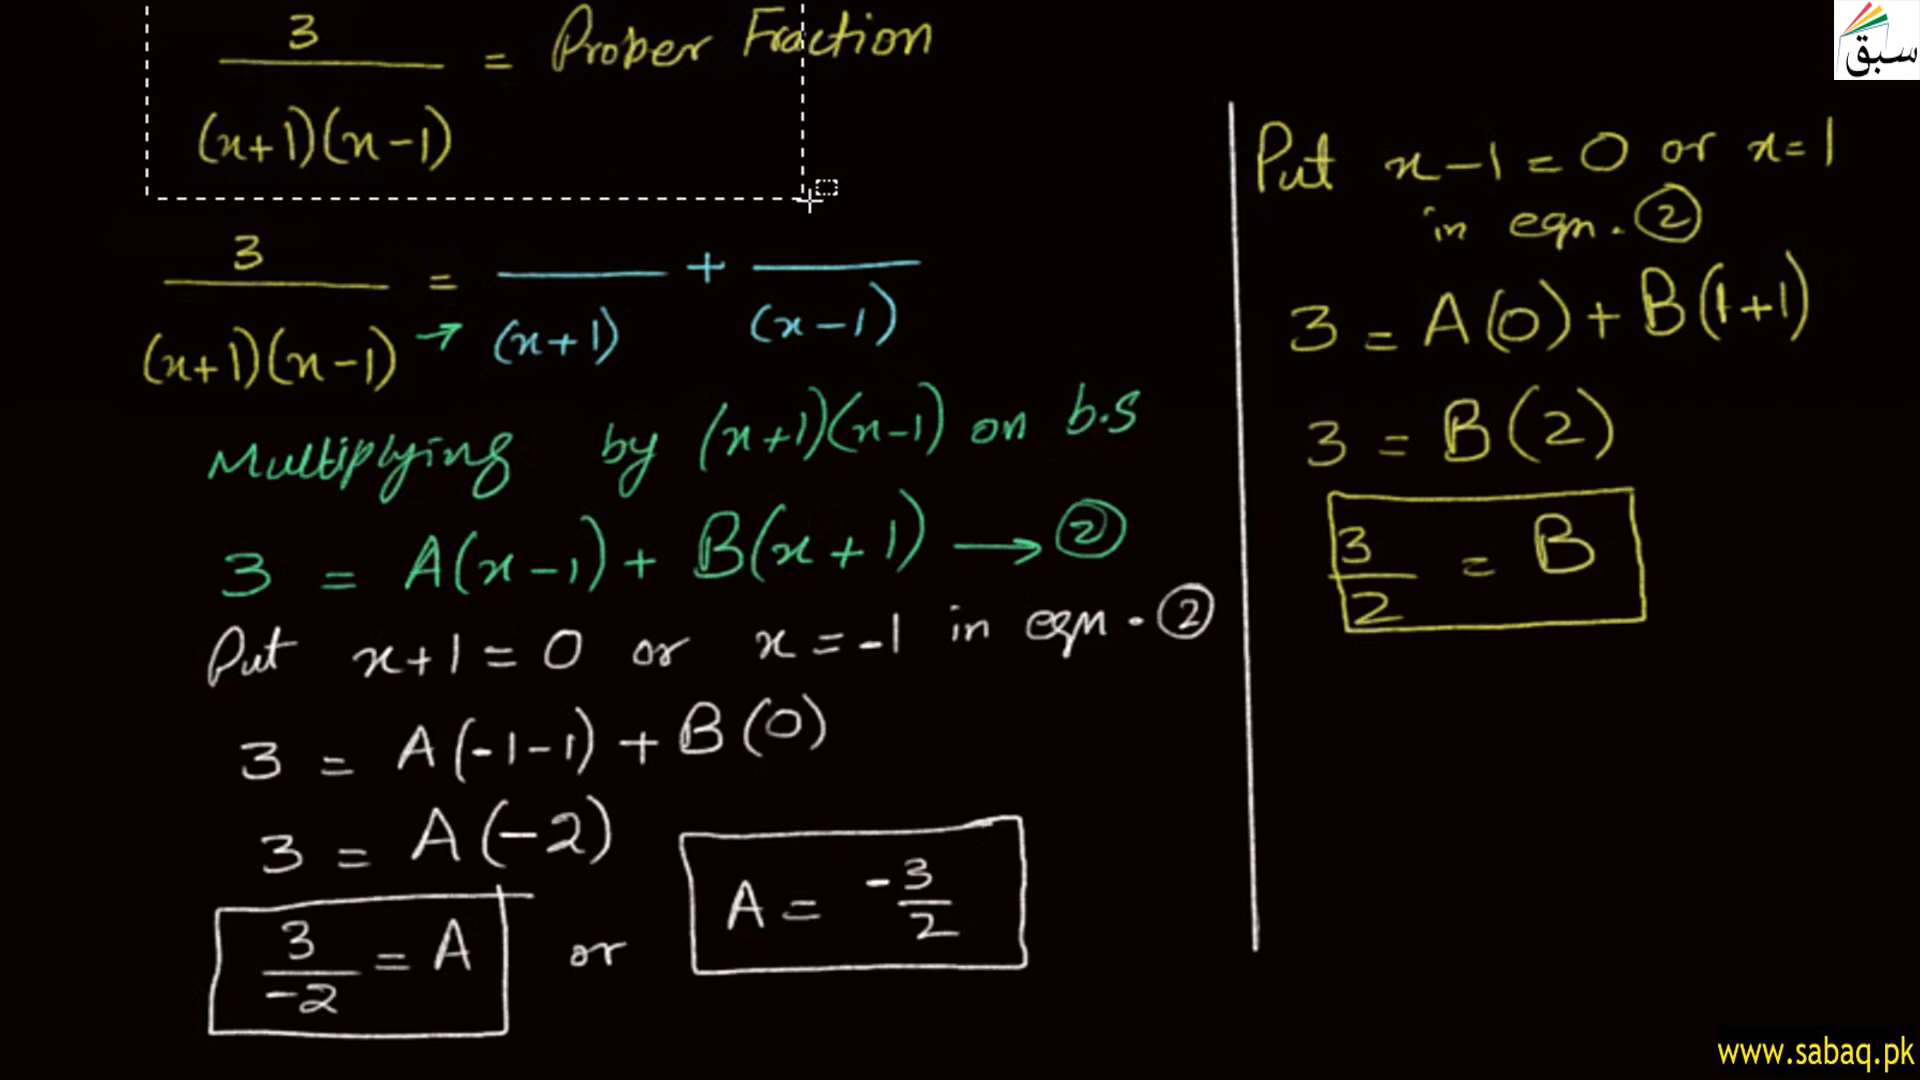 3/((x+1)(x-1)) = Proper Fraction
3/((x+1)(x-1)) → = /(x+1) + /(x-1)
Multiplying by (x+1)(x-1) on b.s
3 = A(x-1) + B(x+1) → ②
Put x+1=0 or x=-1 in eqn. ②
3 = A(-1-1) + B(0)
3 = A(-2)
3/-2 = A or A = -3/2
Put x-1=0 or x=1
in eqn. ②
3 = A(0) + B(1+1)
3 = B(2)
3/2 = B
سبق
www.sabaq.pk